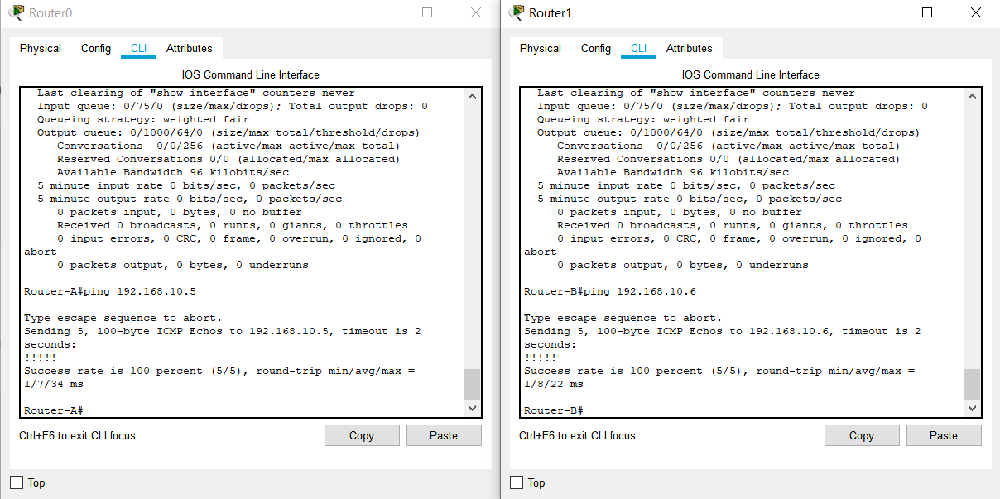 Router0
Physical Config CLI Attributes
IOS Command Line Interface
Last clearing of "show interface" counters never
Input queue: 0/75/0 (size/max/drops); Total output drops: 0
Queueing strategy: weighted fair
Output queue: 0/1000/64/0 (size/max total/threshold/drops)
Conversations  0/0/256 (active/max active/max total)
Reserved Conversations 0/0 (allocated/max allocated)
Available Bandwidth 96 kilobits/sec
5 minute input rate 0 bits/sec, 0 packets/sec
5 minute output rate 0 bits/sec, 0 packets/sec
0 packets input, 0 bytes, 0 no buffer
Received 0 broadcasts, 0 runts, 0 giants, 0 throttles
0 input errors, 0 CRC, 0 frame, 0 overrun, 0 ignored, 0
abort
0 packets output, 0 bytes, 0 underruns
Router-A#ping 192.168.10.5
Type escape sequence to abort.
Sending 5, 100-byte ICMP Echos to 192.168.10.5, timeout is 2
seconds:
!!!!!
Success rate is 100 percent (5/5), round-trip min/avg/max =
1/7/34 ms
Router-A#
Ctrl+F6 to exit CLI focus
Copy Paste
Top
Router1
Physical Config CLI Attributes
IOS Command Line Interface
Last clearing of "show interface" counters never
Input queue: 0/75/0 (size/max/drops); Total output drops: 0
Queueing strategy: weighted fair
Output queue: 0/1000/64/0 (size/max total/threshold/drops)
Conversations  0/0/256 (active/max active/max total)
Reserved Conversations 0/0 (allocated/max allocated)
Available Bandwidth 96 kilobits/sec
5 minute input rate 0 bits/sec, 0 packets/sec
5 minute output rate 0 bits/sec, 0 packets/sec
0 packets input, 0 bytes, 0 no buffer
Received 0 broadcasts, 0 runts, 0 giants, 0 throttles
0 input errors, 0 CRC, 0 frame, 0 overrun, 0 ignored, 0
abort
0 packets output, 0 bytes, 0 underruns
Router-B#ping 192.168.10.6
Type escape sequence to abort.
Sending 5, 100-byte ICMP Echos to 192.168.10.6, timeout is 2
seconds:
!!!!!
Success rate is 100 percent (5/5), round-trip min/avg/max =
1/8/22 ms
Router-B#
Ctrl+F6 to exit CLI focus
Copy Paste
Top